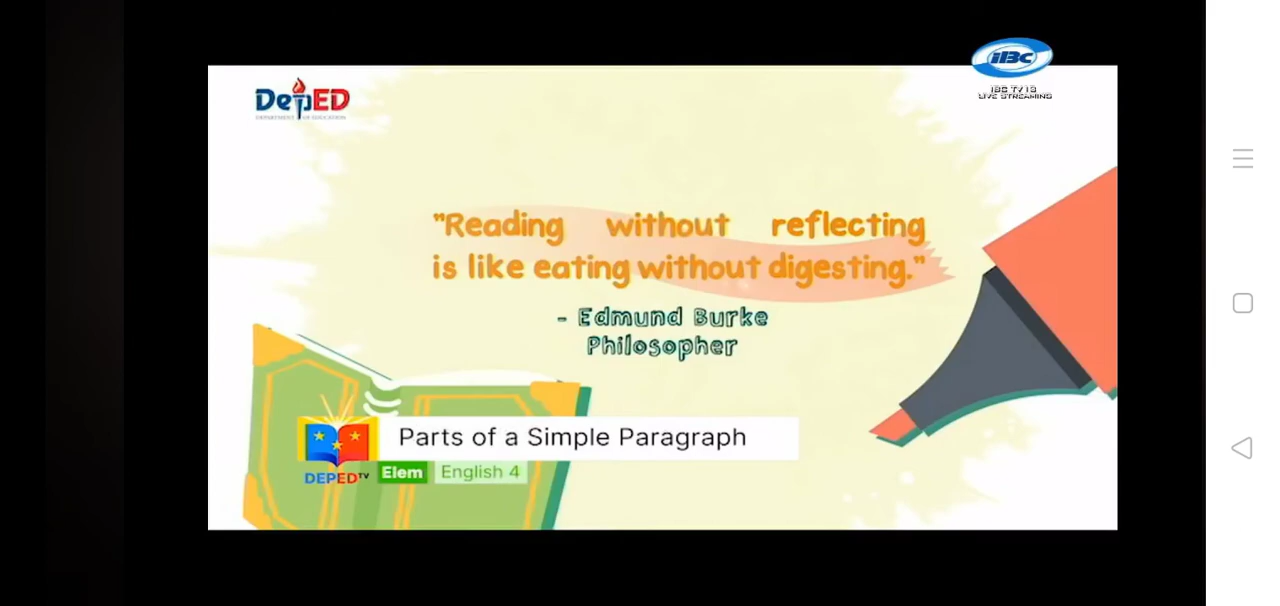 iBC
IBC TV13
LIVE STREAMING
DepED
DEPARTMENT OF EDUCATION
"Reading without reflecting
is like eating without digesting."
- Edmund Burke
Philosopher
Parts of a Simple Paragraph
DEPED TV
Elem English 4